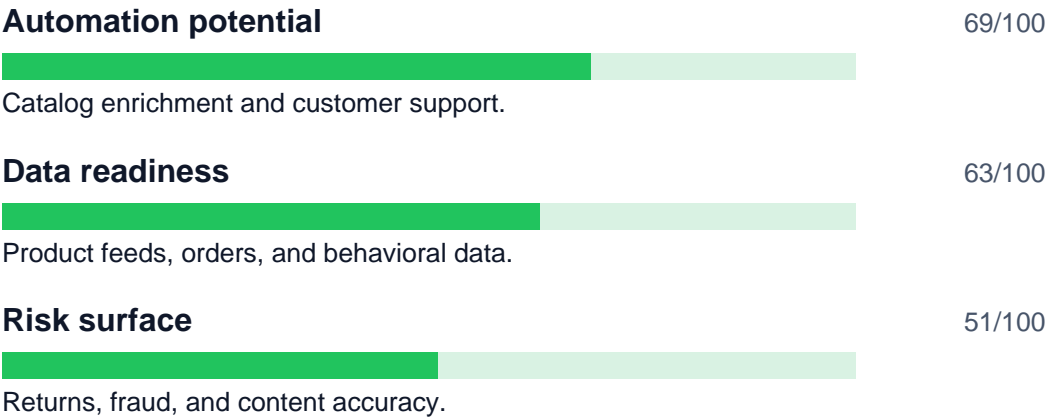 Automation potential 69/100
Catalog enrichment and customer support.
Data readiness 63/100
Product feeds, orders, and behavioral data.
Risk surface 51/100
Returns, fraud, and content accuracy.